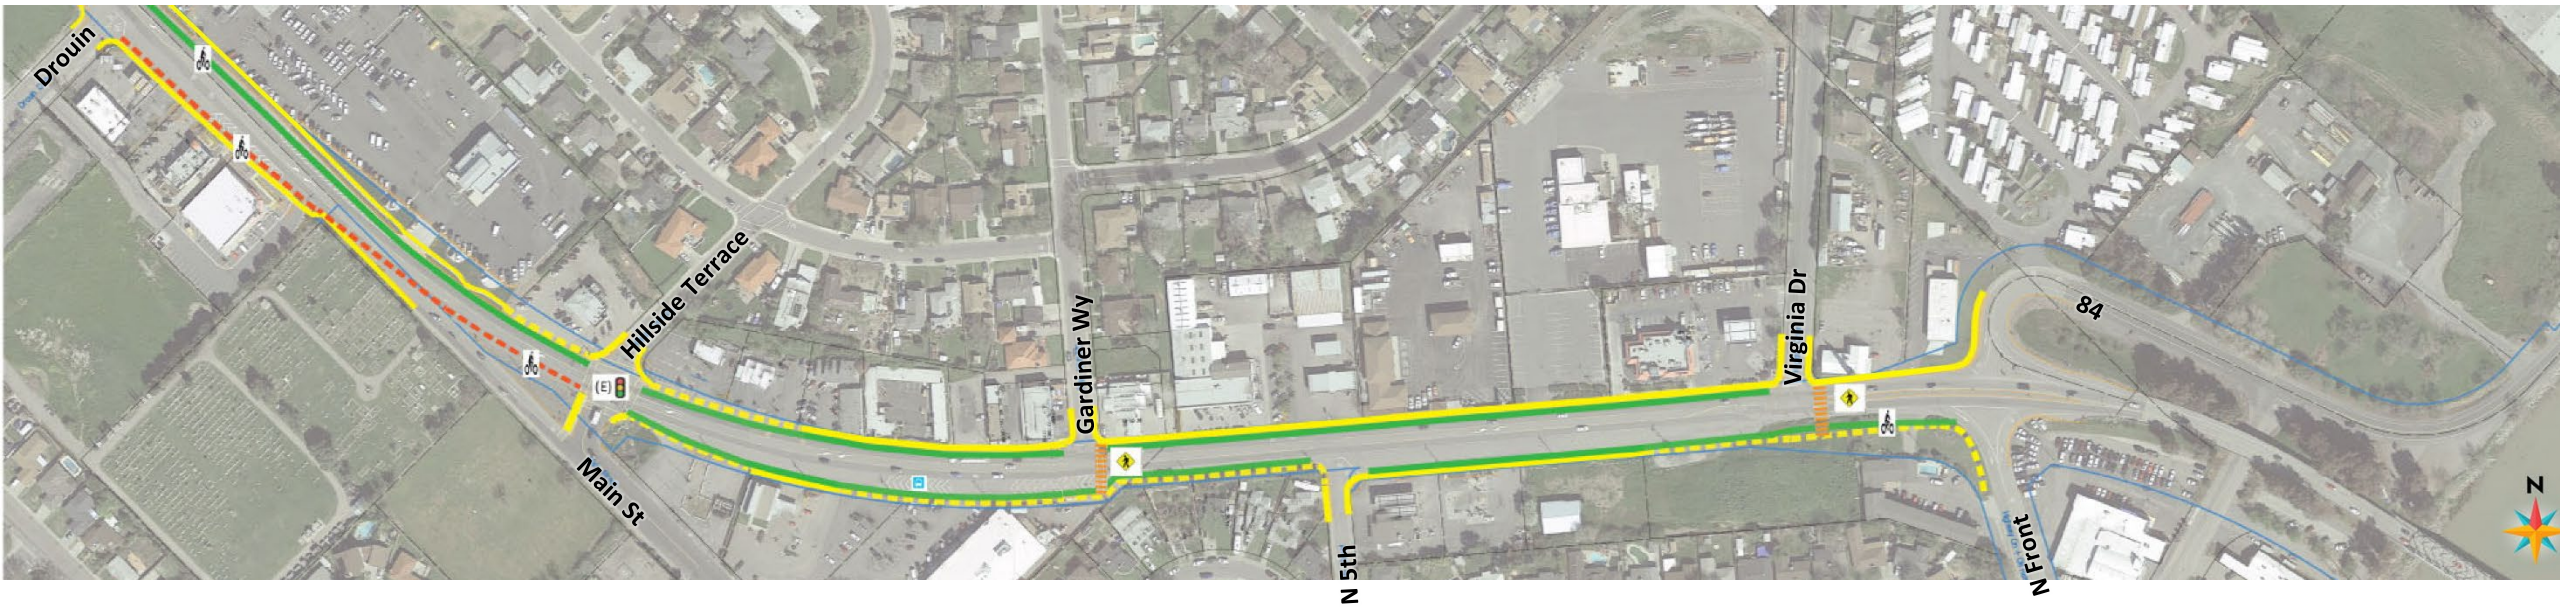 Drouin
Hillside Terrace
Gardiner Wy
Virginia Dr
84
(E)
Main St
N 5th
N Front
N